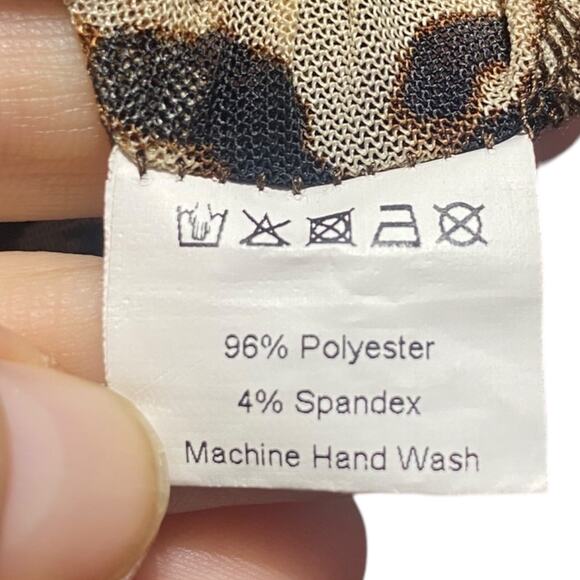 96% Polyester
4% Spandex
Machine Hand Wash